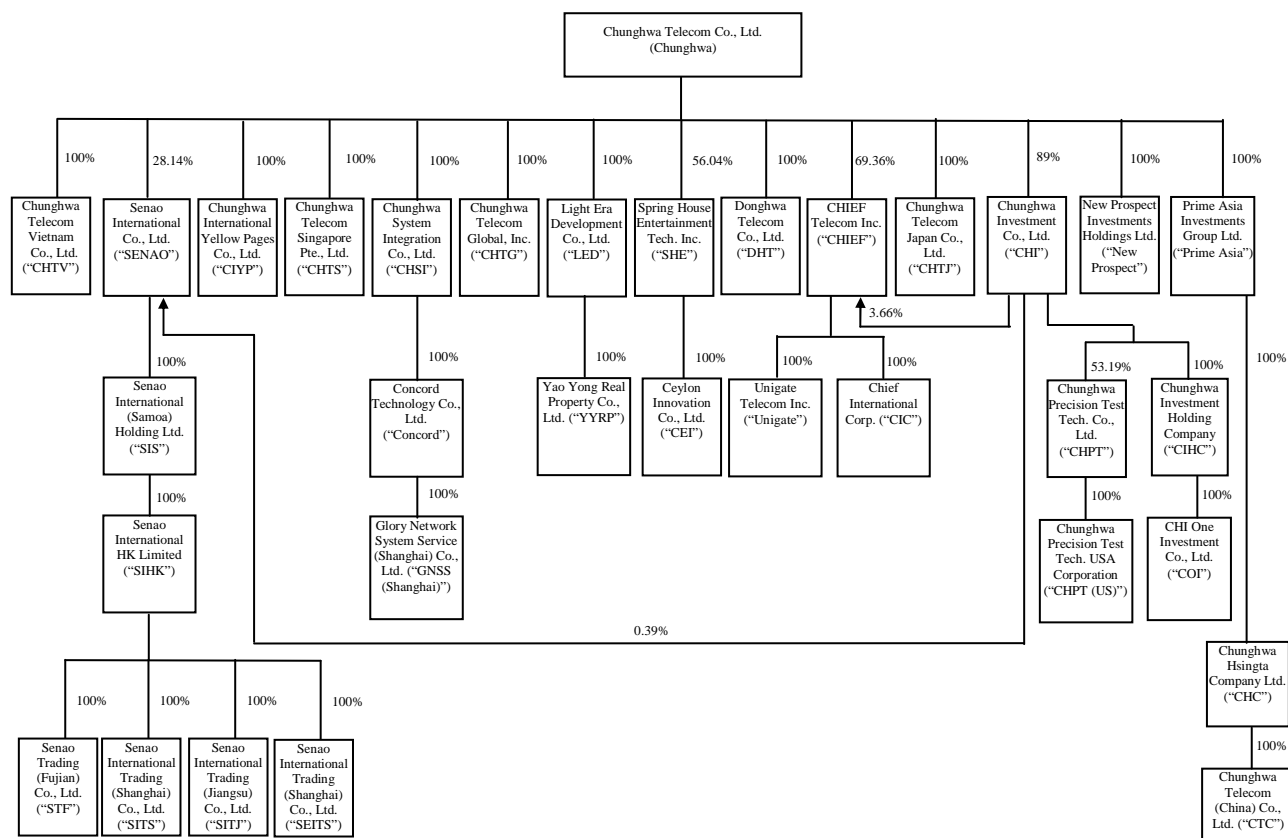 Chunghwa Telecom Co., Ltd.
(Chunghwa)
100%
28.14%
100%
100%
100%
100%
100%
56.04%
100%
69.36%
100%
89%
100%
100%
Chunghwa
Telecom
Vietnam
Co., Ltd.
(“CHTV”)
Senao
International
Co., Ltd.
(“SENAO”)
Chunghwa
International
Yellow Pages
Co., Ltd.
(“CIYP”)
Chunghwa
Telecom
Singapore
Pte., Ltd.
(“CHTS”)
Chunghwa
System
Integration
Co., Ltd.
(“CHSI”)
Chunghwa
Telecom
Global, Inc.
(“CHTG”)
Light Era
Development
Co., Ltd.
(“LED”)
Spring House
Entertainment
Tech. Inc.
(“SHE”)
Donghwa
Telecom
Co., Ltd.
(“DHT”)
CHIEF
Telecom Inc.
(“CHIEF”)
Chunghwa
Telecom
Japan Co.,
Ltd.
(“CHTJ”)
Chunghwa
Investment
Co., Ltd.
(“CHI”)
New Prospect
Investments
Holdings Ltd.
(“New
Prospect”)
Prime Asia
Investments
Group Ltd.
(“Prime Asia”)
3.66%
100%
100%
100%
100%
100%
100%
53.19%
100%
100%
Senao
International
(Samoa)
Holding Ltd.
(“SIS”)
Concord
Technology Co.,
Ltd.
(“Concord”)
Yao Yong Real
Property Co.,
Ltd. (“YYRP”)
Ceylon
Innovation
Co., Ltd.
(“CEI”)
Unigate
Telecom Inc.
(“Unigate”)
Chief
International
Corp. (“CIC”)
Chunghwa
Precision Test
Tech. Co.,
Ltd.
(“CHPT”)
Chunghwa
Investment
Holding
Company
(“CIHC”)
100%
100%
100%
100%
Senao
International
HK Limited
(“SIHK”)
Glory Network
System Service
(Shanghai) Co.,
Ltd. (“GNSS
(Shanghai)”)
Chunghwa
Precision Test
Tech. USA
Corporation
(“CHPT (US)”)
CHI One
Investment
Co., Ltd.
(“COI”)
0.39%
Chunghwa
Hsingta
Company Ltd.
(“CHC”)
100%
100%
100%
100%
100%
Senao
Trading
(Fujian)
Co., Ltd.
(“STF”)
Senao
International
Trading
(Shanghai)
Co., Ltd.
(“SITS”)
Senao
International
Trading
(Jiangsu) Co.,
Ltd.
(“SITJ”)
Senao
International
Trading
(Shanghai) Co.,
Ltd.
(“SEITS”)
Chunghwa
Telecom
(China) Co.,
Ltd. (“CTC”)